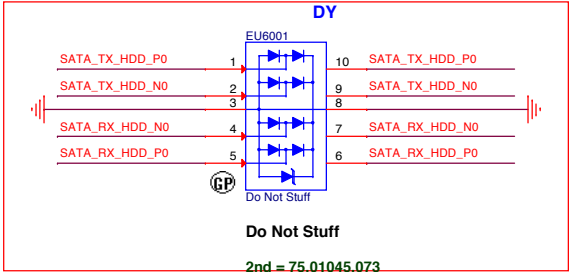 DY
EU6001
SATA_TX_HDD_P0 1 10 SATA_TX_HDD_P0
SATA_TX_HDD_N0 2 9 SATA_TX_HDD_N0
3 8
SATA_RX_HDD_N0 4 7 SATA_RX_HDD_N0
SATA_RX_HDD_P0 5 6 SATA_RX_HDD_P0
GP
Do Not Stuff
Do Not Stuff
2nd = 75.01045.073